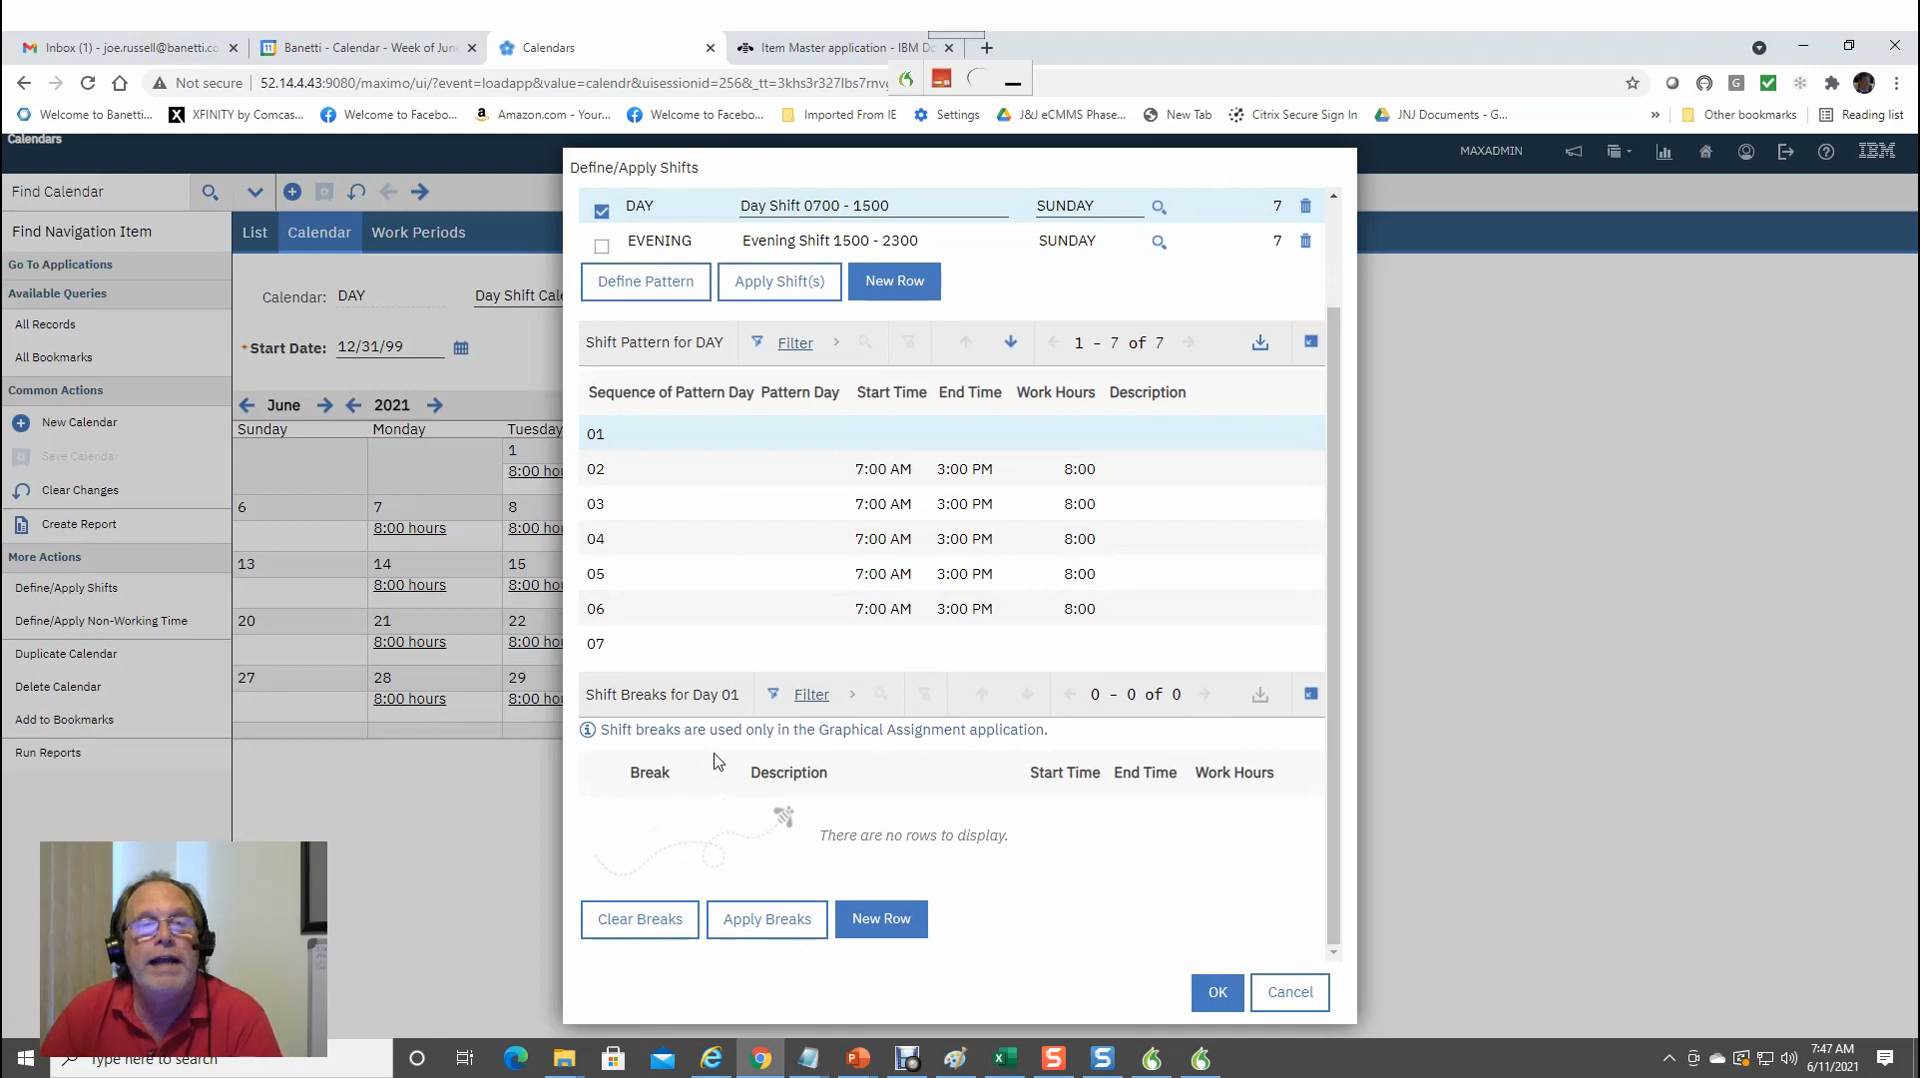 Inbox (1) - joe.russell@banetti.co
Banetti - Calendar - Week of June
Calendars
Item Master application - IBM Do
Not secure
52.14.4.43:9080/maximo/ui/?event=loadapp&value=calendr&uisessionid=256&_tt=3khs3r327lbs7rnv
Welcome to Banetti...
XFINITY by Comcas...
Welcome to Facebo...
Amazon.com - Your...
Welcome to Facebo...
Imported From IE
Settings
J&J eCMMS Phase...
New Tab
Citrix Secure Sign In
JNJ Documents - G...
Other bookmarks
Reading list
Calendars
MAXADMIN
IBM
Find Calendar
Find Navigation Item
Go To Applications
Available Queries
All Records
All Bookmarks
Common Actions
New Calendar
Save Calendar
Clear Changes
Create Report
More Actions
Define/Apply Shifts
Define/Apply Non-Working Time
Duplicate Calendar
Delete Calendar
Add to Bookmarks
Run Reports
List Calendar Work Periods
Calendar: DAY Day Shift Cale
* Start Date: 12/31/99
June 2021
Sunday Monday Tuesday
1
8:00 hou
6 7 8
8:00 hours 8:00 hou
13 14 15
8:00 hours 8:00 hou
20 21 22
8:00 hours 8:00 hou
27 28 29
8:00 hours 8:00 hou
Define/Apply Shifts
DAY Day Shift 0700 - 1500 SUNDAY 7
EVENING Evening Shift 1500 - 2300 SUNDAY 7
Define Pattern Apply Shift(s) New Row
Shift Pattern for DAY Filter 1 - 7 of 7
Sequence of Pattern Day Pattern Day Start Time End Time Work Hours Description
01
02 7:00 AM 3:00 PM 8:00
03 7:00 AM 3:00 PM 8:00
04 7:00 AM 3:00 PM 8:00
05 7:00 AM 3:00 PM 8:00
06 7:00 AM 3:00 PM 8:00
07
Shift Breaks for Day 01 Filter 0 - 0 of 0
Shift breaks are used only in the Graphical Assignment application.
Break Description Start Time End Time Work Hours
There are no rows to display.
Clear Breaks Apply Breaks New Row
OK Cancel
Type here to search
7:47 AM
6/11/2021